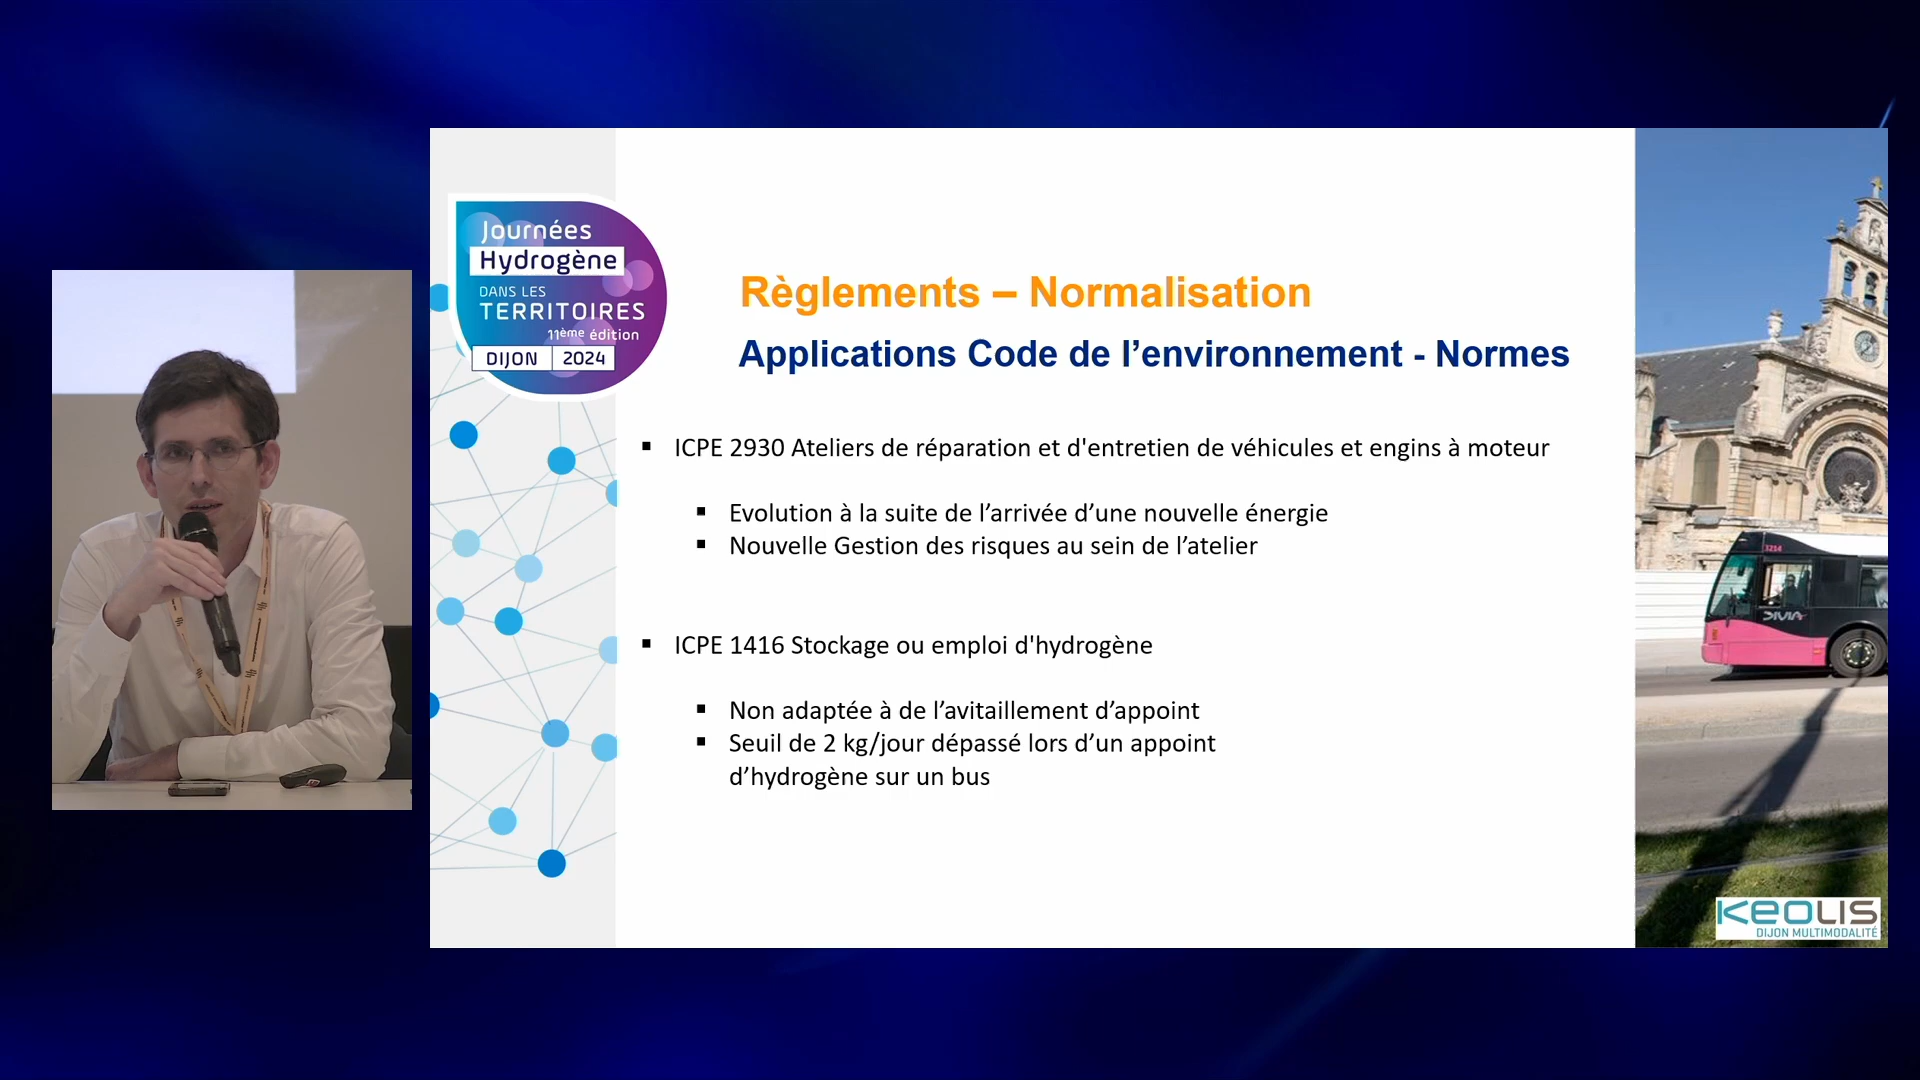 Journées
Hydrogène
DANS LES
TERRITOIRES
11ème édition
DIJON 2024
Règlements – Normalisation
Applications Code de l’environnement - Normes
▪ ICPE 2930 Ateliers de réparation et d'entretien de véhicules et engins à moteur
▪ Evolution à la suite de l’arrivée d’une nouvelle énergie
▪ Nouvelle Gestion des risques au sein de l’atelier
▪ ICPE 1416 Stockage ou emploi d'hydrogène
▪ Non adaptée à de l’avitaillement d’appoint
▪ Seuil de 2 kg/jour dépassé lors d’un appoint
d’hydrogène sur un bus
3214
DIVIA
KEOLIS
DIJON MULTIMODALITÉ